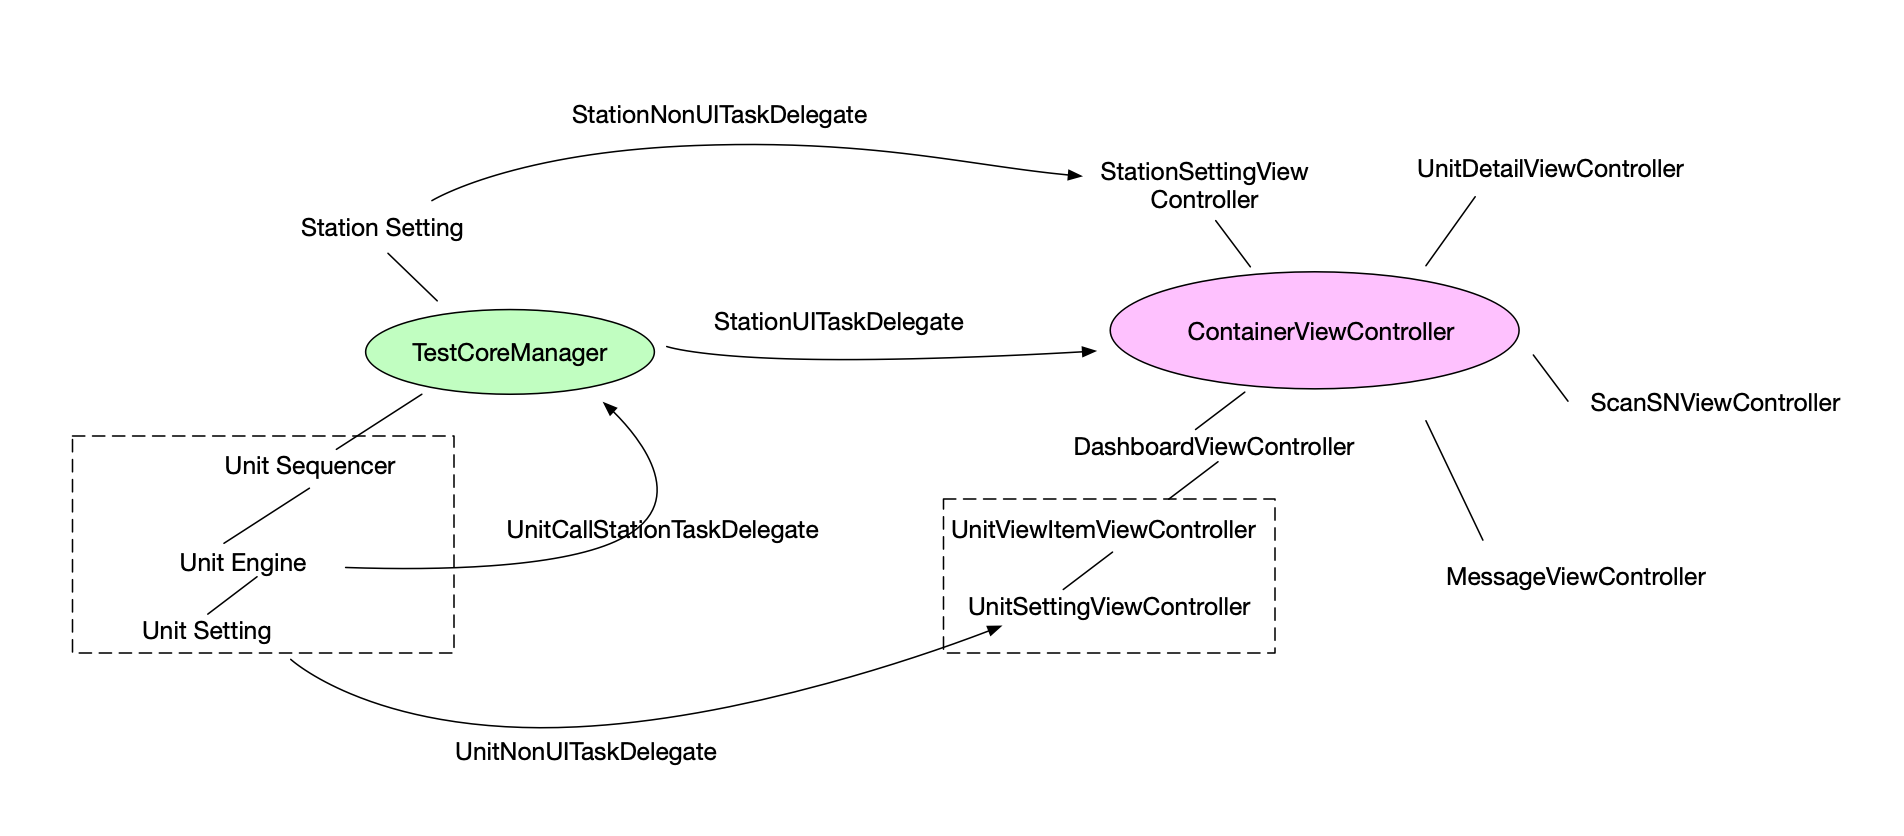 StationNonUITaskDelegate
StationSettingView
Controller
UnitDetailViewController
Station Setting
StationUITaskDelegate
ContainerViewController
TestCoreManager
ScanSNViewController
DashboardViewController
Unit Sequencer
UnitCallStationTaskDelegate
UnitViewItemViewController
Unit Engine
MessageViewController
UnitSettingViewController
Unit Setting
UnitNonUITaskDelegate